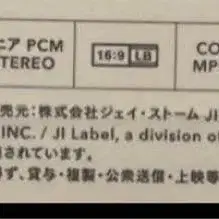 ニア PCM
TEREO
16:9 LB
CO
MP
売元：株式会社ジェイ・ストーム JI
INC. / JI Label, a division of
されています。
ず、貸与・複製・公衆送信・上映等